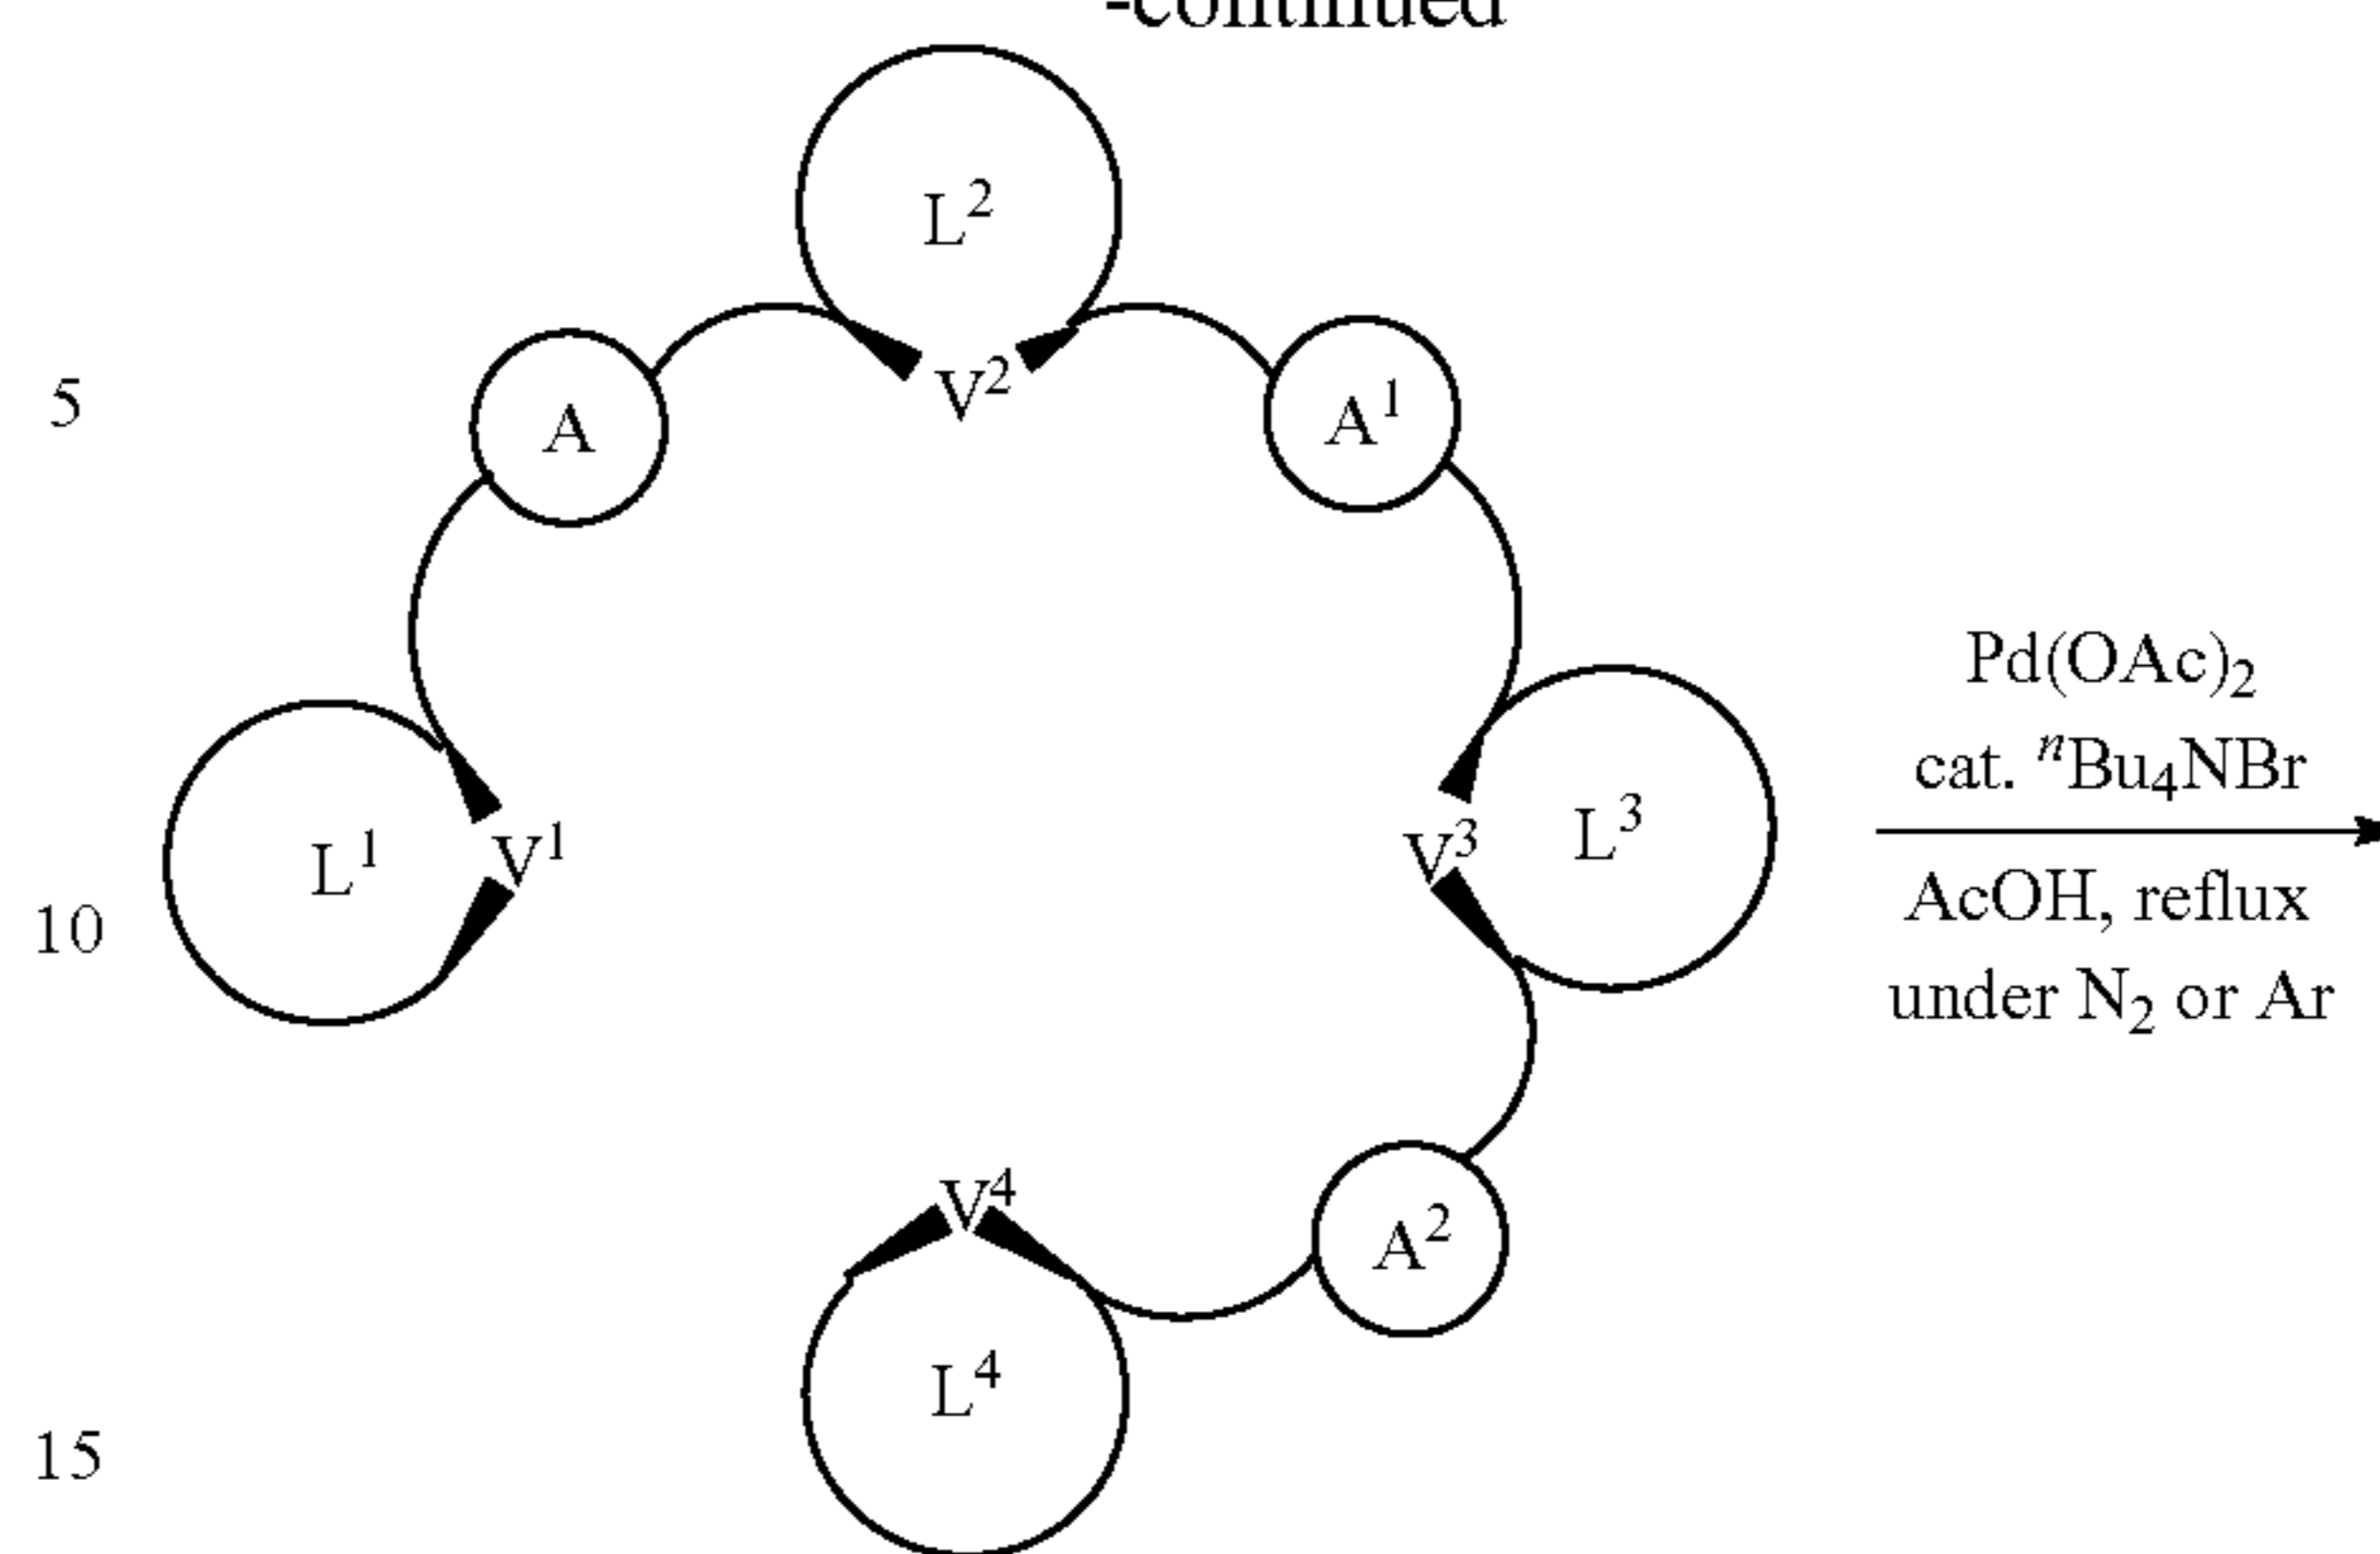 -continued
L²
5
A
V²
A¹
Pd(OAc)₂
cat. ⁿBu₄NBr
L¹
V¹
V³
L³
10
AcOH, reflux
under N₂ or Ar
V⁴
A²
L⁴
15